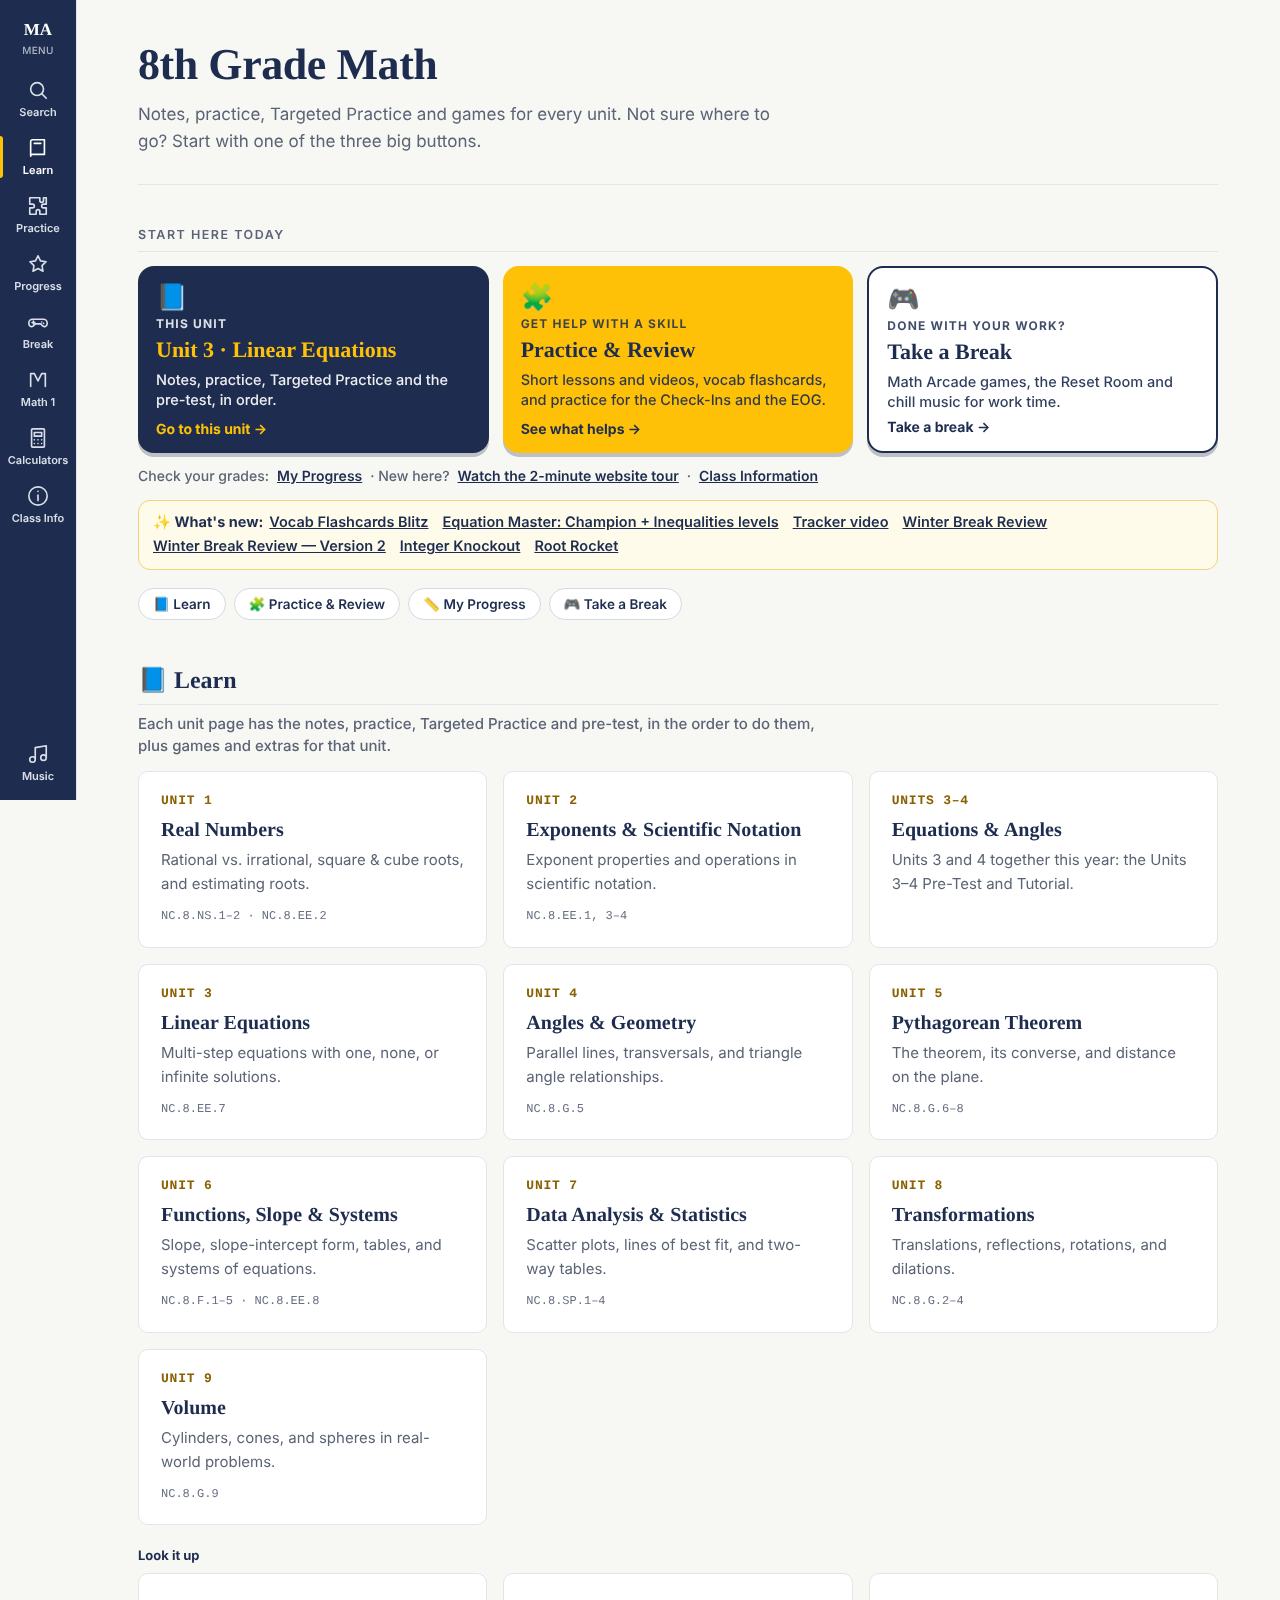 MA
MENU
Search
Learn
Practice
Progress
Break
Math 1
Calculators
Class Info
Music
8th Grade Math
Notes, practice, Targeted Practice and games for every unit. Not sure where to
go? Start with one of the three big buttons.
START HERE TODAY
THIS UNIT
Unit 3 · Linear Equations
Notes, practice, Targeted Practice and the
pre-test, in order.
Go to this unit →
GET HELP WITH A SKILL
Practice & Review
Short lessons and videos, vocab flashcards,
and practice for the Check-Ins and the EOG.
See what helps →
DONE WITH YOUR WORK?
Take a Break
Math Arcade games, the Reset Room and
chill music for work time.
Take a break →
Check your grades: My Progress · New here? Watch the 2-minute website tour · Class Information
✨ What's new: Vocab Flashcards Blitz Equation Master: Champion + Inequalities levels Tracker video Winter Break Review
Winter Break Review — Version 2 Integer Knockout Root Rocket
📘 Learn
🧩 Practice & Review
📏 My Progress
🎮 Take a Break
📘 Learn
Each unit page has the notes, practice, Targeted Practice and pre-test, in the order to do them,
plus games and extras for that unit.
UNIT 1
Real Numbers
Rational vs. irrational, square & cube roots,
and estimating roots.
NC.8.NS.1–2 · NC.8.EE.2
UNIT 2
Exponents & Scientific Notation
Exponent properties and operations in
scientific notation.
NC.8.EE.1, 3–4
UNITS 3–4
Equations & Angles
Units 3 and 4 together this year: the Units
3–4 Pre-Test and Tutorial.
UNIT 3
Linear Equations
Multi-step equations with one, none, or
infinite solutions.
NC.8.EE.7
UNIT 4
Angles & Geometry
Parallel lines, transversals, and triangle
angle relationships.
NC.8.G.5
UNIT 5
Pythagorean Theorem
The theorem, its converse, and distance
on the plane.
NC.8.G.6–8
UNIT 6
Functions, Slope & Systems
Slope, slope-intercept form, tables, and
systems of equations.
NC.8.F.1–5 · NC.8.EE.8
UNIT 7
Data Analysis & Statistics
Scatter plots, lines of best fit, and two-
way tables.
NC.8.SP.1–4
UNIT 8
Transformations
Translations, reflections, rotations, and
dilations.
NC.8.G.2–4
UNIT 9
Volume
Cylinders, cones, and spheres in real-
world problems.
NC.8.G.9
Look it up